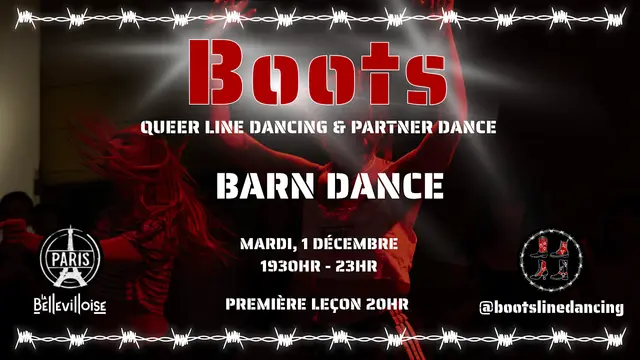 Boots
QUEER LINE DANCING & PARTNER DANCE
BARN DANCE
MARDI, 1 DÉCEMBRE
1930HR - 23HR
PREMIÈRE LEÇON 20HR
PARIS
La Bellevilloise
@bootslinedancing